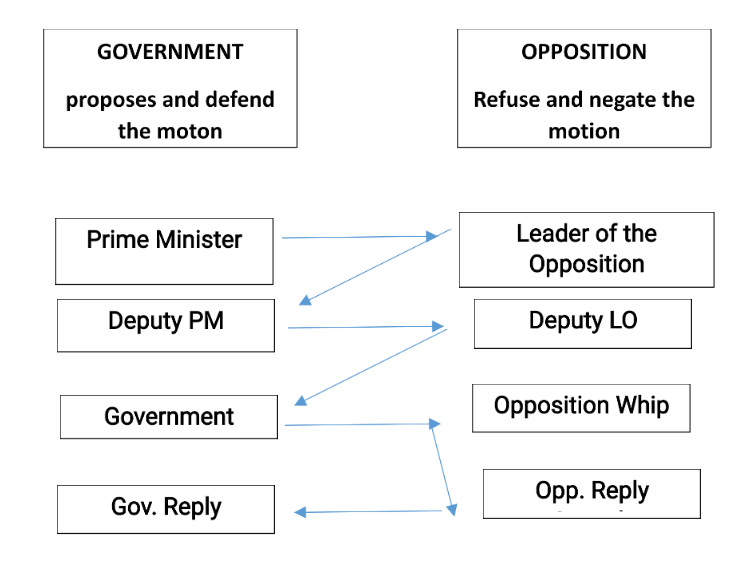 GOVERNMENT
proposes and defend
the moton
OPPOSITION
Refuse and negate the
motion
Prime Minister
Leader of the
Opposition
Deputy PM
Deputy LO
Government
Opposition Whip
Gov. Reply
Opp. Reply